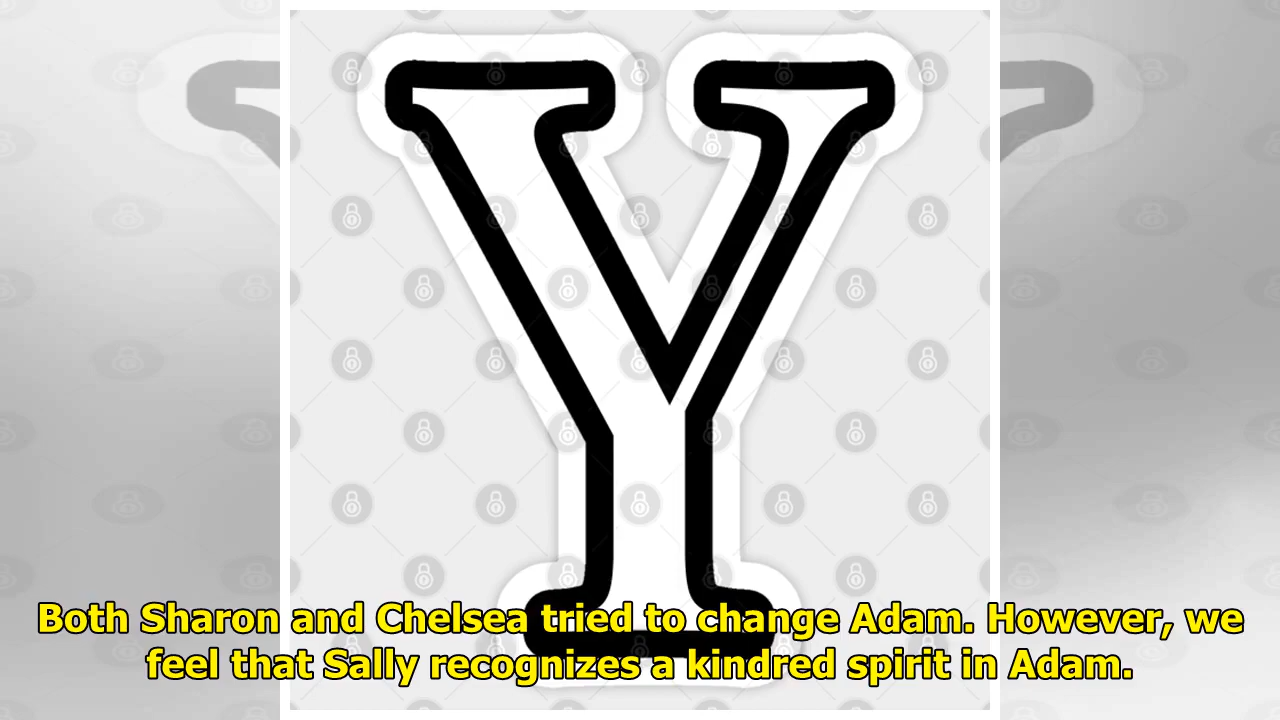 Y
Both Sharon and Chelsea tried to change Adam. However, we
feel that Sally recognizes a kindred spirit in Adam.